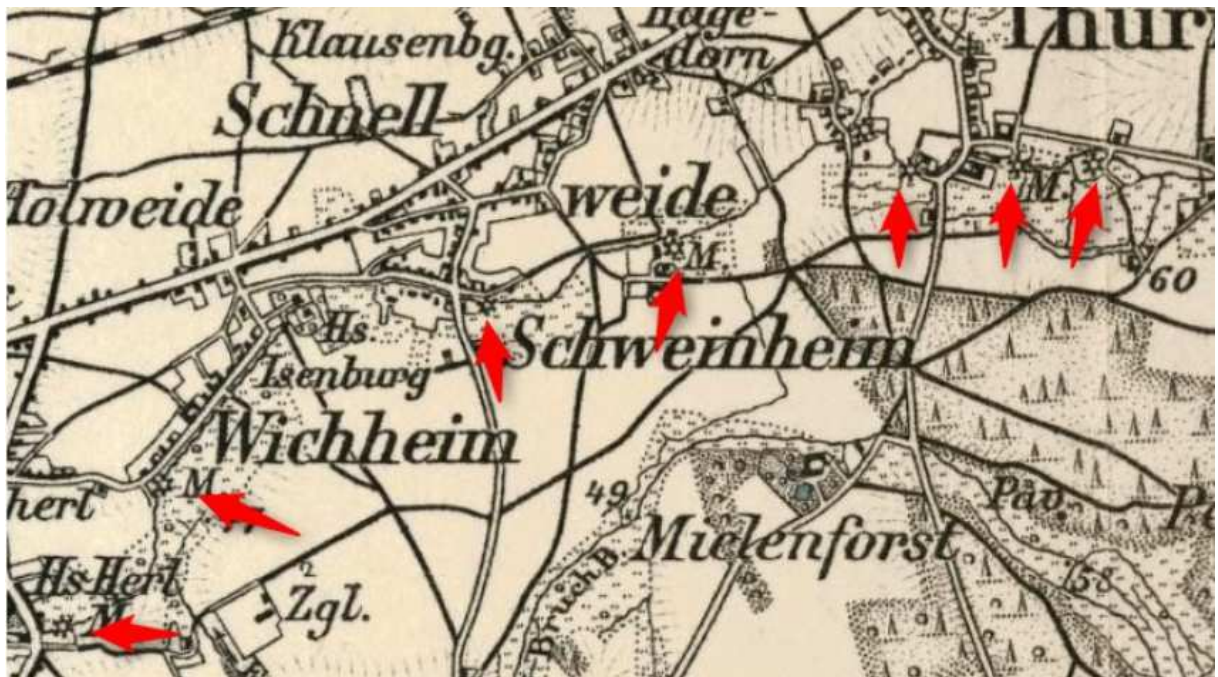 Klausenbg.
Hage-
dorn
Thur
Schnell-
weide
Holweide
M.
M.
60
Hs.
Isenburg
Schweinheim
Wichheim
M.
herl
49
Pav.
Mielenforst
Hs Herl
M
Zgl.
Bruch B.
58